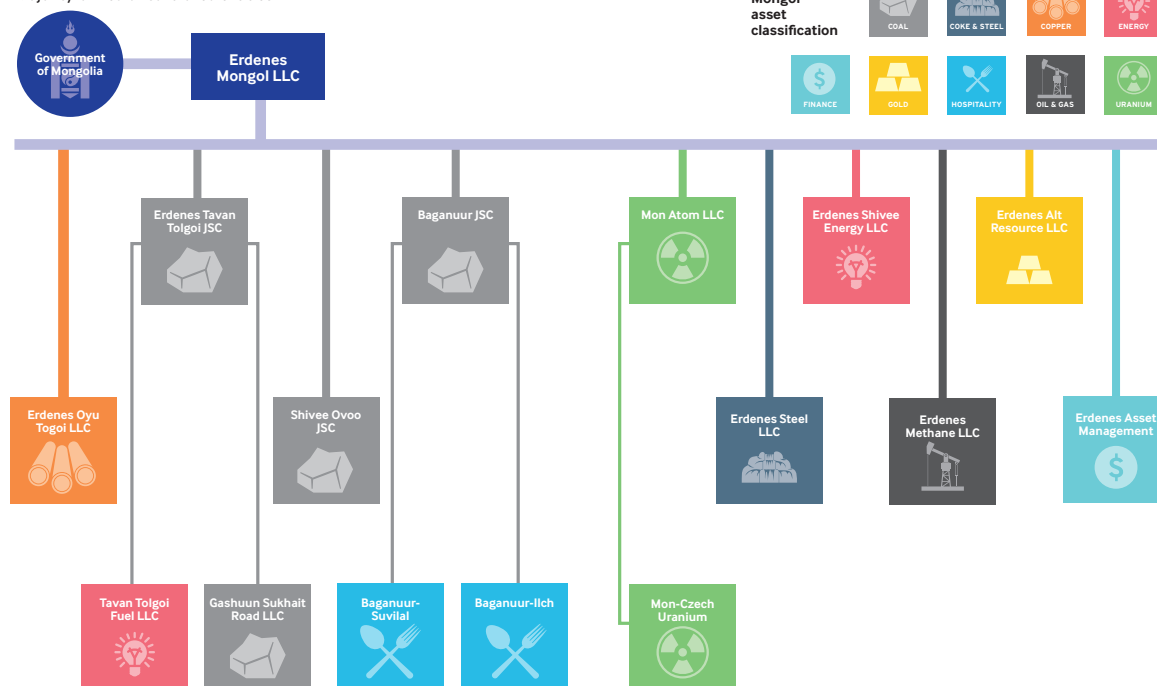 Mongol
asset
classification
COAL
COKE & STEEL
COPPER
ENERGY
FINANCE
GOLD
HOSPITALITY
OIL & GAS
URANIUM
Government
of Mongolia
Erdenes
Mongol LLC
Erdenes Tavan
Tolgoi JSC
Baganuur JSC
Mon Atom LLC
Erdenes Shivee
Energy LLC
Erdenes Alt
Resource LLC
Erdenes Oyu
Togoi LLC
Shivee Ovoo
JSC
Erdenes Steel
LLC
Erdenes
Methane LLC
Erdenes Asset
Management
Tavan Tolgoi
Fuel LLC
Gashuun Sukhait
Road LLC
Baganuur-
Suvilal
Baganuur-Ilch
Mon-Czech
Uranium